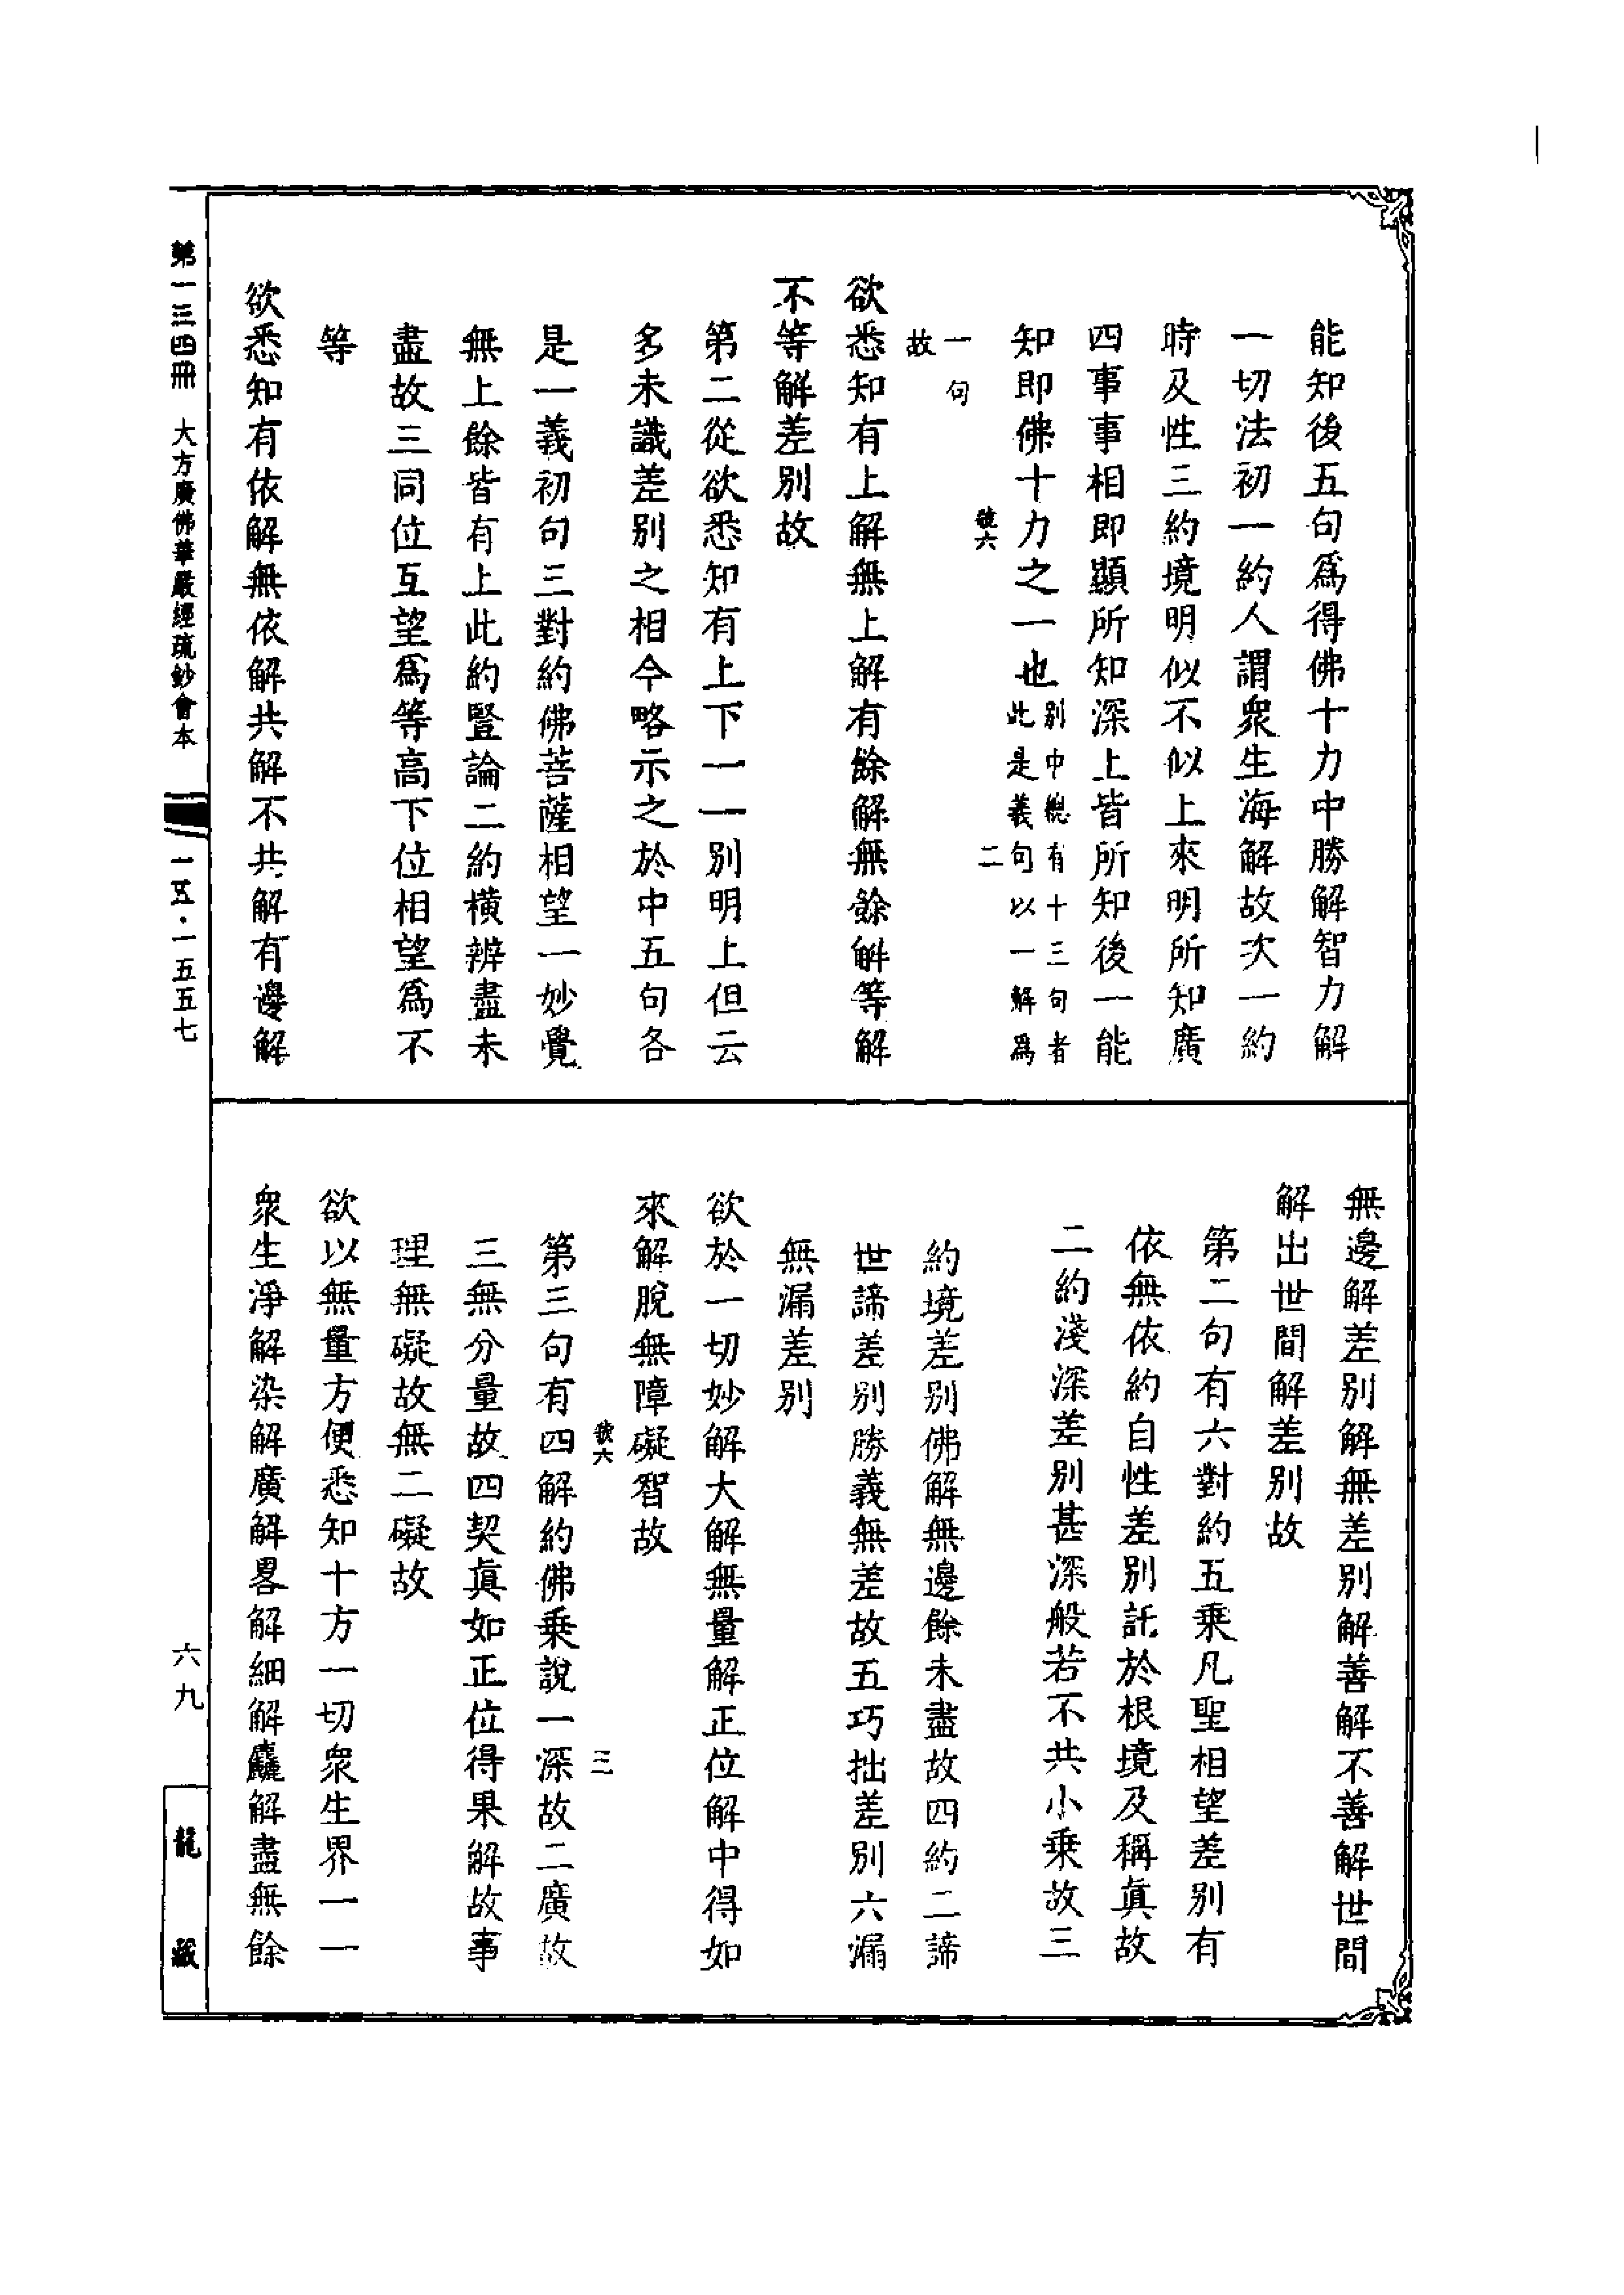 能知後五句爲得佛十力中勝解智力解
一切法初一約人謂衆生海解故次一約
時及性三約境明似不似上來明所知廣
四事事相即顯所知深上皆所知後一能
知即佛十力之一也別中總有十三句者
此是義句以一解爲
號六 二
一句
故
欲悉知有上解無上解有餘解無餘解等解
不等解差別故
第二從欲悉知有上下一一別明上但云
多未識差別之相今略示之於中五句各
是一義初句三對約佛菩薩相望一妙覺
無上餘皆有上此約豎論二約橫辨盡未
盡故三同位互望爲等高下位相望爲不
等
欲悉知有依解無依解共解不共解有邊解
無邊解差別解無差別解善解不善解世間
解出世間解差別故
第二句有六對約五乘凡聖相望差別有
依無依約自性差別託於根境及稱真故
二約淺深差別甚深般若不共小乘故三
約境差別佛解無邊餘未盡故四約二諦
世諦差別勝義無差故五巧拙差別六漏
無漏差別
欲於一切妙解大解無量解正位解中得如
來解脫無障礙智故
號六 三
第三句有四解約佛乘說一深故二廣故
三無分量故四契真如正位得果解故事
理無礙故無二礙故
欲以無量方便悉知十方一切衆生界一一
衆生淨解染解廣解畧解細解麤解盡無餘
第一三四冊 大方廣佛華嚴經疏鈔會本 一五·一五五七 六九 龍藏